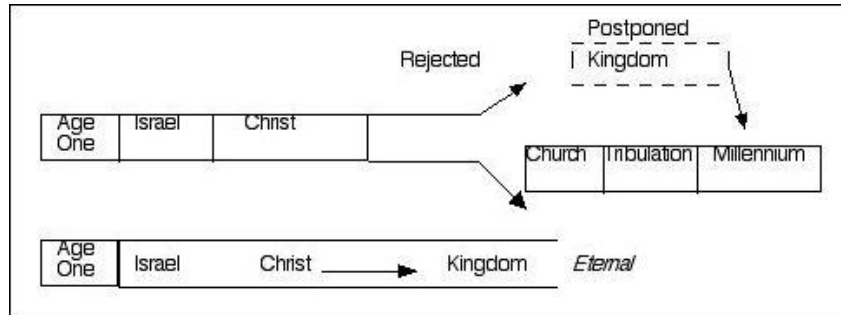 Postponed
Rejected
Kingdom
Age One
Israel
Christ
Church
Tribulation
Millennium
Age One
Israel
Christ
Kingdom
Eternal